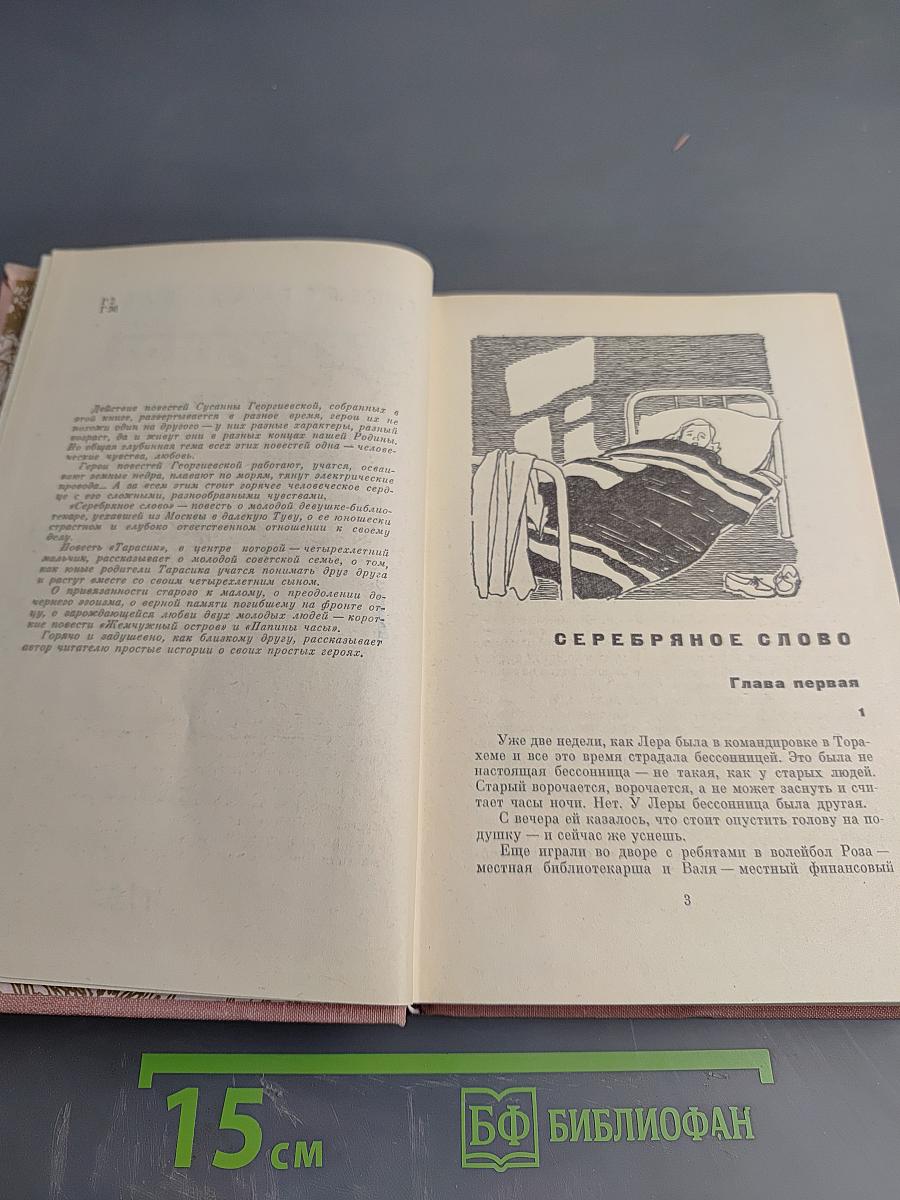 Г 2
Г-36
Действие повестей Сусанны Георгиевской, собранных в
этой книге, развертывается в разное время, герои их не
похожи один на другого — у них разные характеры, разный
возраст, да и живут они в разных концах нашей Родины.
Но общая глубинная тема всех этих повестей одна — челове-
ческие чувства, любовь.
Герои повестей Георгиевской работают, учатся, осваи-
вают земные недра, плавают по морям, тянут электрические
провода... А за всем этим стоит горячее человеческое серд-
це с его сложными, разнообразными чувствами.
«Серебряное слово» — повесть о молодой девушке-библио-
текаре, уехавшей из Москвы в далекую Туву, о ее юношески
страстном и глубоко ответственном отношении к своему
делу.
Повесть «Тарасик», в центре которой — четырехлетний
мальчик, рассказывает о молодой советской семье, о том,
как юные родители Тарасика учатся понимать друг друга
и растут вместе со своим четырехлетним сыном.
О привязанности старого к малому, о преодолении до-
чернего эгоизма, о верной памяти погибшему на фронте от-
цу, о зарождающейся любви двух молодых людей — корот-
кие повести «Жемчужный остров» и «Папины часы».
Горячо и задушевно, как близкому другу, рассказывает
автор читателю простые истории о своих простых героях.
СЕРЕБРЯНОЕ СЛОВО
Глава первая
1
Уже две недели, как Лера была в командировке в Тора-
хеме и все это время страдала бессонницей. Это была не
настоящая бессонница — не такая, как у старых людей.
Старый ворочается, ворочается, а не может заснуть и счи-
тает часы ночи. Нет. У Леры бессонница была другая.
С вечера ей казалось, что стоит опустить голову на по-
душку — и сейчас же уснешь.
Еще играли во дворе с ребятами в волейбол Роза —
местная библиотекарша и Валя — местный финансовый
3
15 см
БФ БИБЛИОФАН